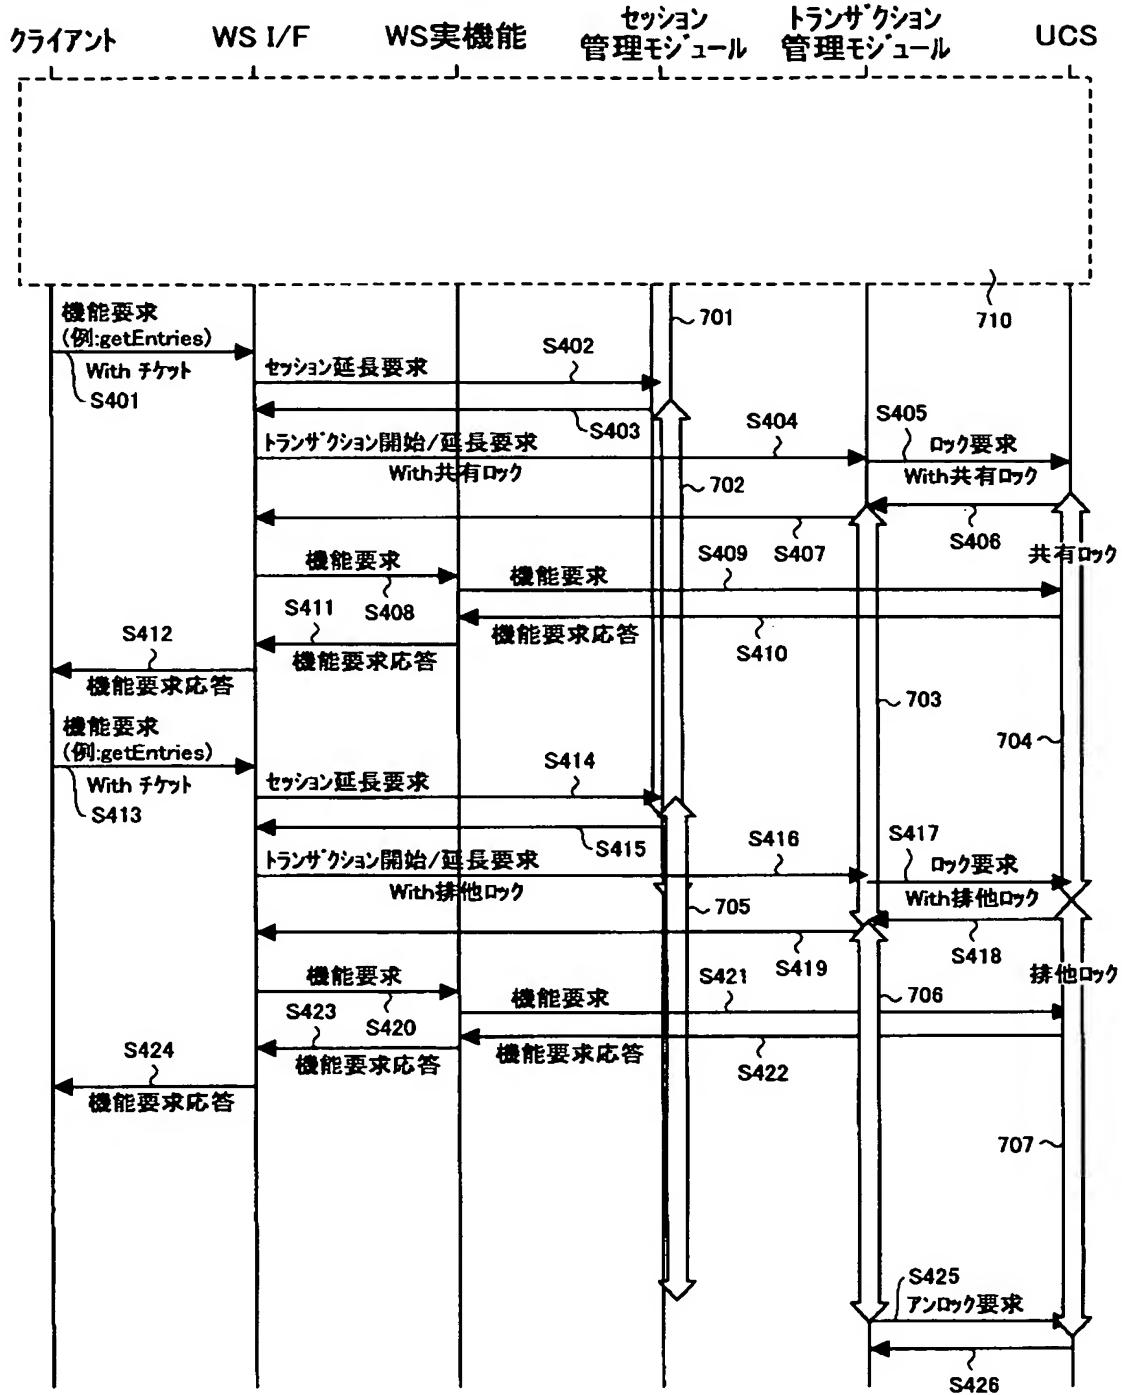 クライアント
WS I/F
WS実機能
セッション
管理モジュール
トランザクション
管理モジュール
UCS
710
701
機能要求
(例:getEntries)
With チケット
S401
セッション延長要求
S402
S403
トランザクション開始/延長要求
With共有ロック
S404
S405
ロック要求
With共有ロック
702
S406
S407
共有ロック
機能要求
S408
S409
機能要求
機能要求応答
S410
S411
機能要求応答
S412
機能要求応答
703
704
機能要求
(例:getEntries)
With チケット
S413
セッション延長要求
S414
S415
トランザクション開始/延長要求
With排他ロック
S416
S417
ロック要求
With排他ロック
705
S418
S419
排他ロック
機能要求
S420
S421
機能要求
706
機能要求応答
S422
S423
機能要求応答
S424
機能要求応答
707
S425
アンロック要求
S426